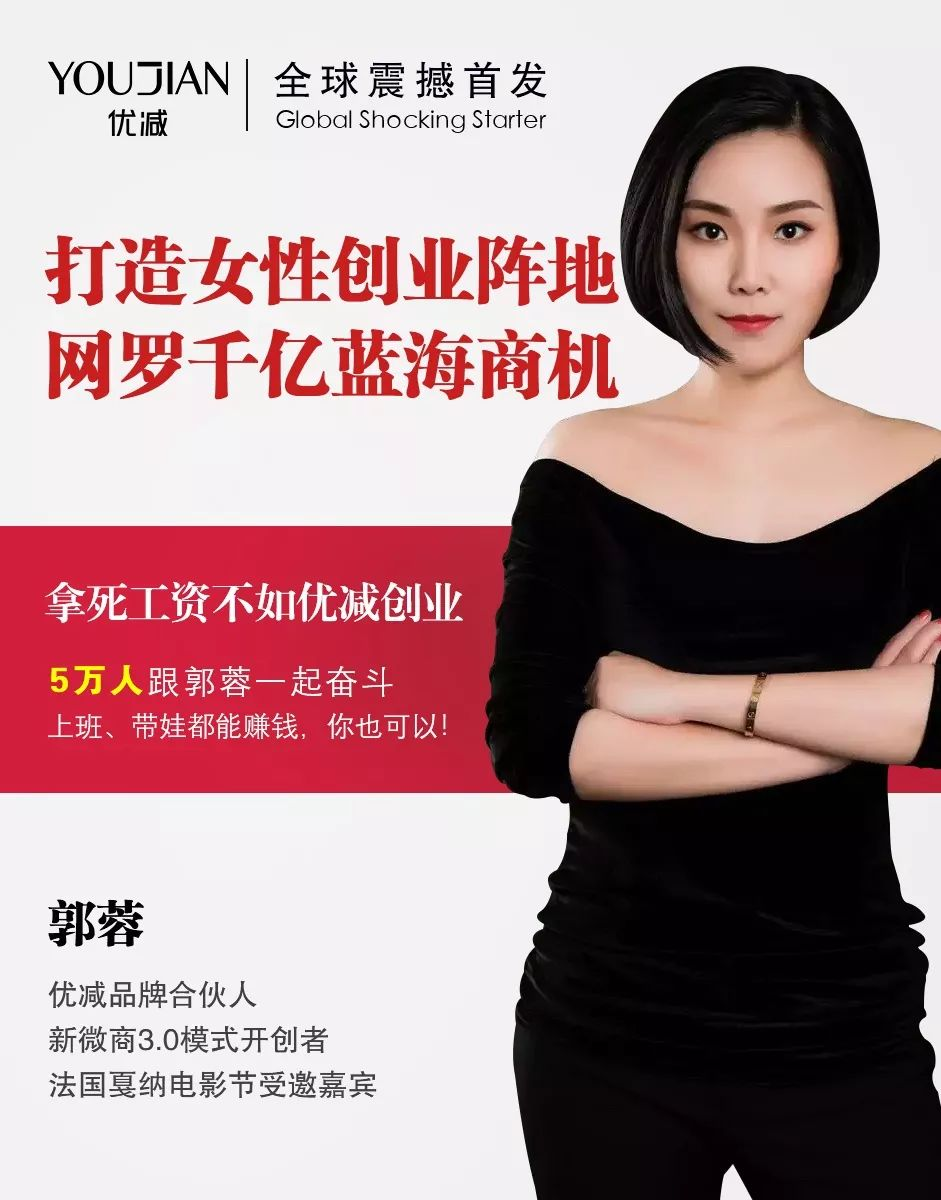 YOUJIAN
优减
全球震撼首发
Global Shocking Starter
打造女性创业阵地
网罗千亿蓝海商机
拿死工资不如优减创业
5万人跟郭蓉一起奋斗
上班、带娃都能赚钱，你也可以!
郭蓉
优减品牌合伙人
新微商3.0模式开创者
法国戛纳电影节受邀嘉宾